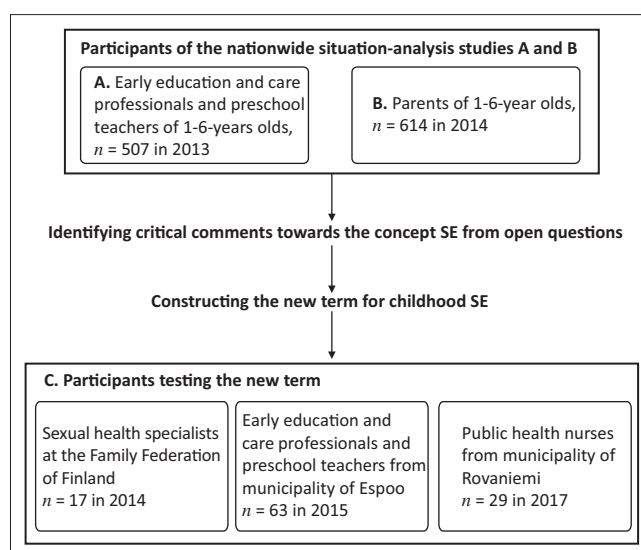 Participants of the nationwide situation-analysis studies A and B
A. Early education and care
professionals and preschool
teachers of 1-6-years olds,
n = 507 in 2013
B. Parents of 1-6-year olds,
n = 614 in 2014
Identifying critical comments towards the concept SE from open questions
Constructing the new term for childhood SE
C. Participants testing the new term
Sexual health specialists
at the Family Federation
of Finland
n = 17 in 2014
Early education and
care professionals and
preschool teachers from
municipality of Espoo
n = 63 in 2015
Public health nurses
from municipality of
Rovaniemi
n = 29 in 2017